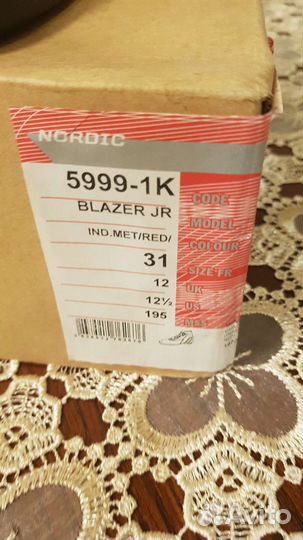 NORDIC
5999-1K CODE
BLAZER JR MODEL
IND.MET/RED/ COLOUR
31 SIZE FR
12 UK
12½ US
195
Avito